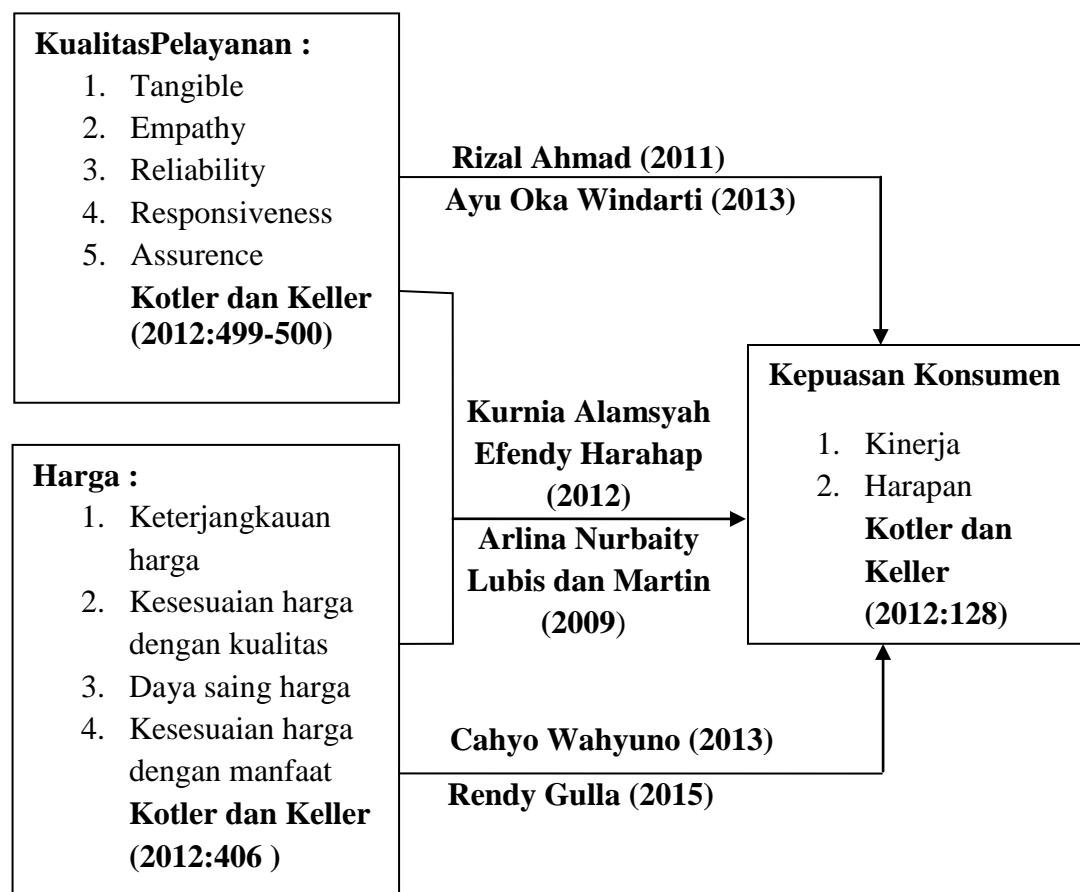 KualitasPelayanan :
1. Tangible
2. Empathy
3. Reliability
4. Responsiveness
5. Assurence
Kotler dan Keller
(2012:499-500)
Rizal Ahmad (2011)
Ayu Oka Windarti (2013)
Harga :
1. Keterjangkauan
harga
2. Kesesuaian harga
dengan kualitas
3. Daya saing harga
4. Kesesuaian harga
dengan manfaat
Kotler dan Keller
(2012:406 )
Kurnia Alamsyah
Efendy Harahap
(2012)
Arlina Nurbaity
Lubis dan Martin
(2009)
Cahyo Wahyuno (2013)
Rendy Gulla (2015)
Kepuasan Konsumen
1. Kinerja
2. Harapan
Kotler dan
Keller
(2012:128)